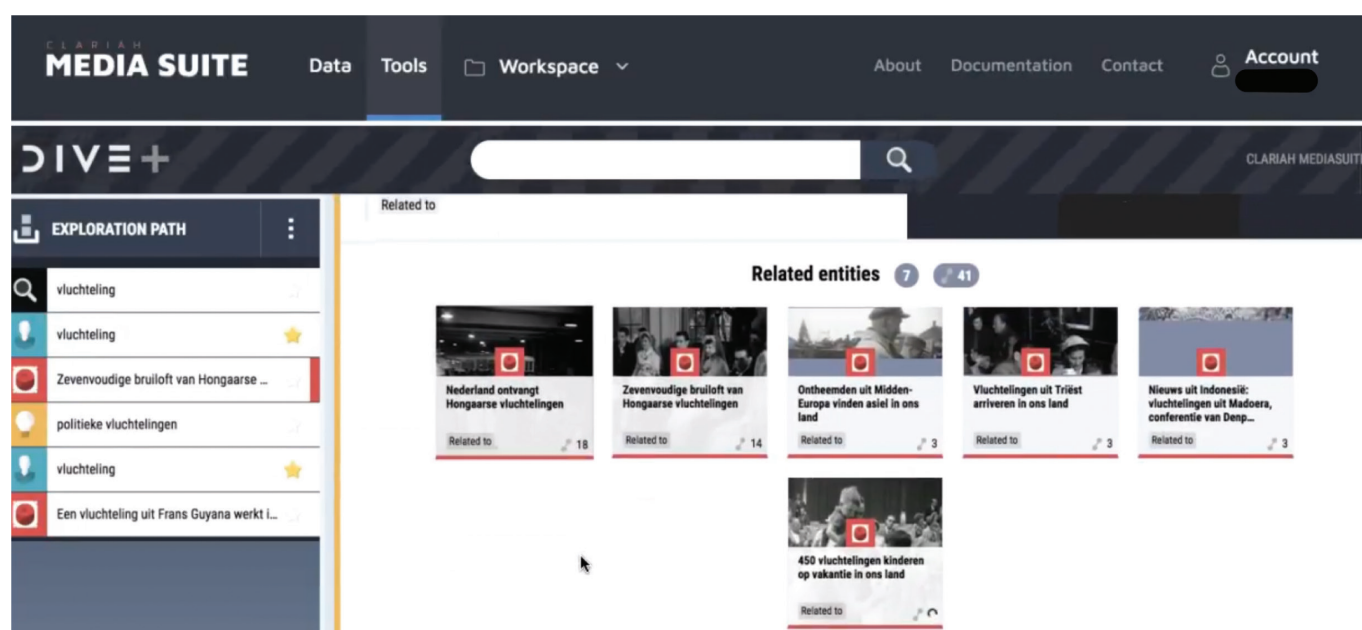 CLARIAH
MEDIA SUITE
Data
Tools
Workspace
About
Documentation
Contact
Account
DIVE+
CLARIAH MEDIASUIT
EXPLORATION PATH
vluchteling
vluchteling
Zevenvoudige bruiloft van Hongaarse ...
politieke vluchtelingen
vluchteling
Een vluchteling uit Frans Guyana werkt i...
Related to
Related entities 7 41
Nederland ontvangt
Hongaarse vluchtelingen
Related to 18
Zevenvoudige bruiloft van
Hongaarse vluchtelingen
Related to 14
Ontheemden uit Midden-
Europa vinden asiel in ons
land
Related to 3
Vluchtelingen uit Triëst
arriveren in ons land
Related to 3
Nieuws uit Indonesië:
vluchtelingen uit Madoera,
conferentie van Denp...
Related to 3
450 vluchtelingen kinderen
op vakantie in ons land
Related to